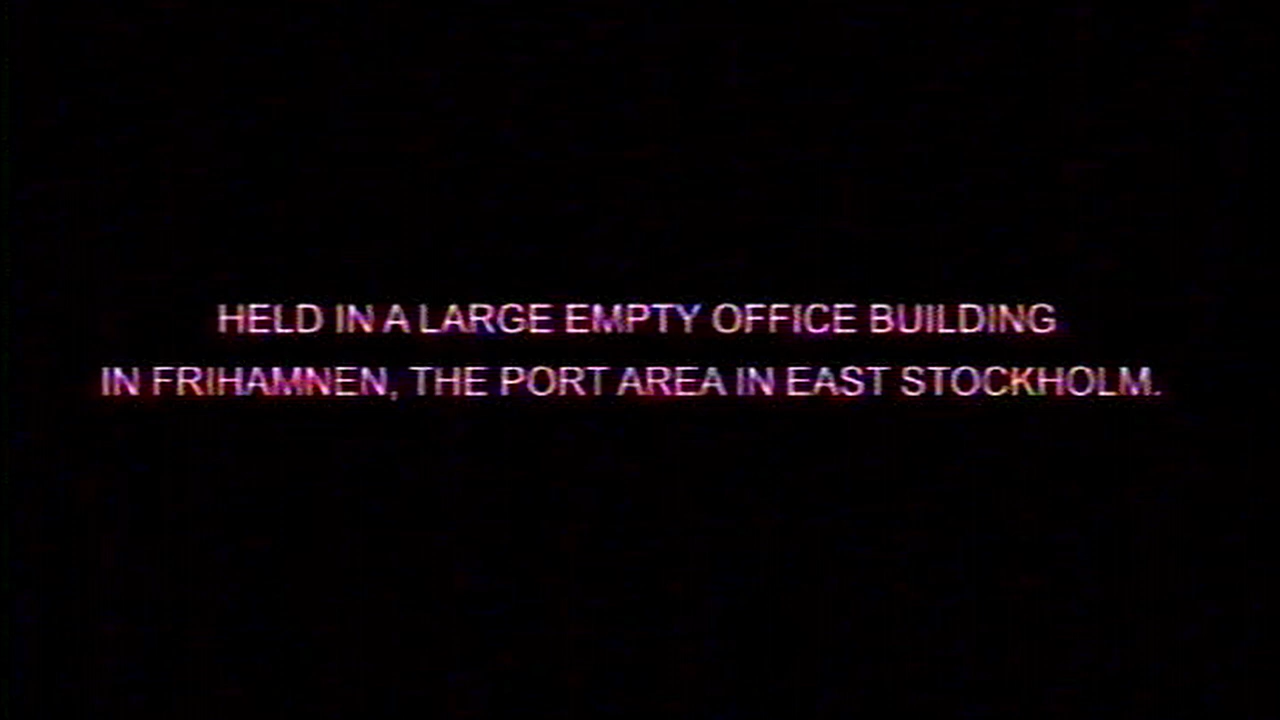 HELD IN A LARGE EMPTY OFFICE BUILDING
IN FRIHAMNEN, THE PORT AREA IN EAST STOCKHOLM.